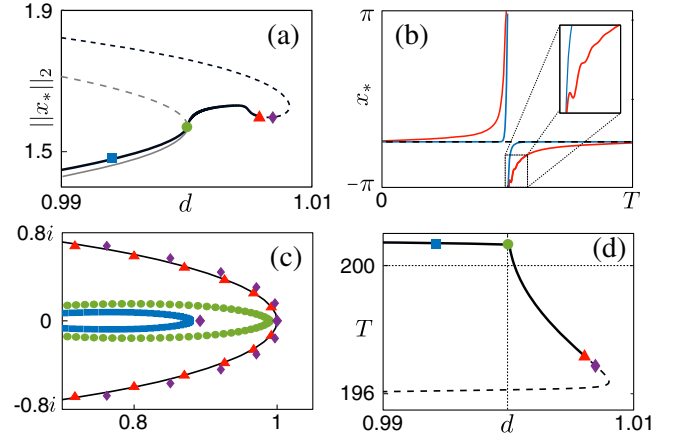 1.9
(a)
||x*||2
1.5
0.99
d
1.01
π
(b)
x*
−π
0
T
0.8i
(c)
0
-0.8i
0.8
1
(d)
200
T
196
0.99
d
1.01